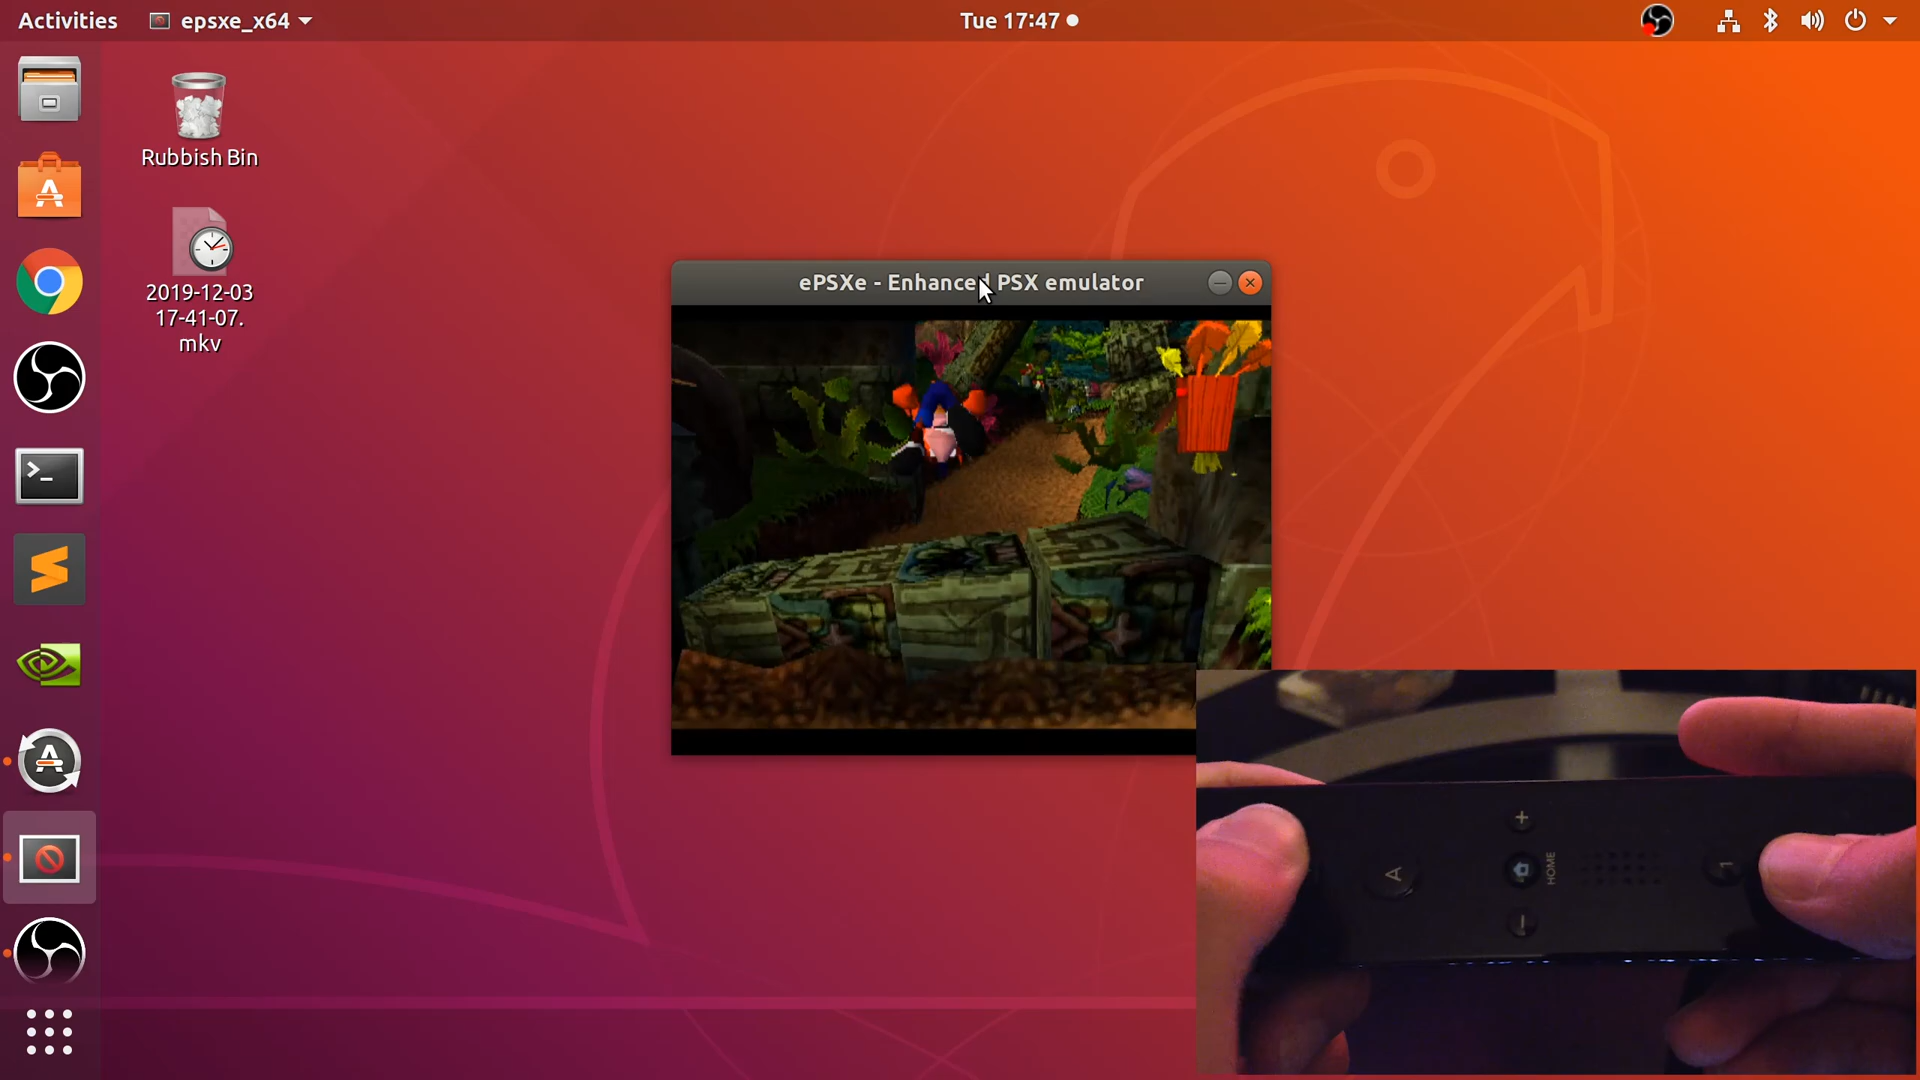 Activities
epsxe_x64
Tue 17:47
Rubbish Bin
2019-12-03
17-41-07.
mkv
ePSXe - Enhanced PSX emulator
A
HOME
1